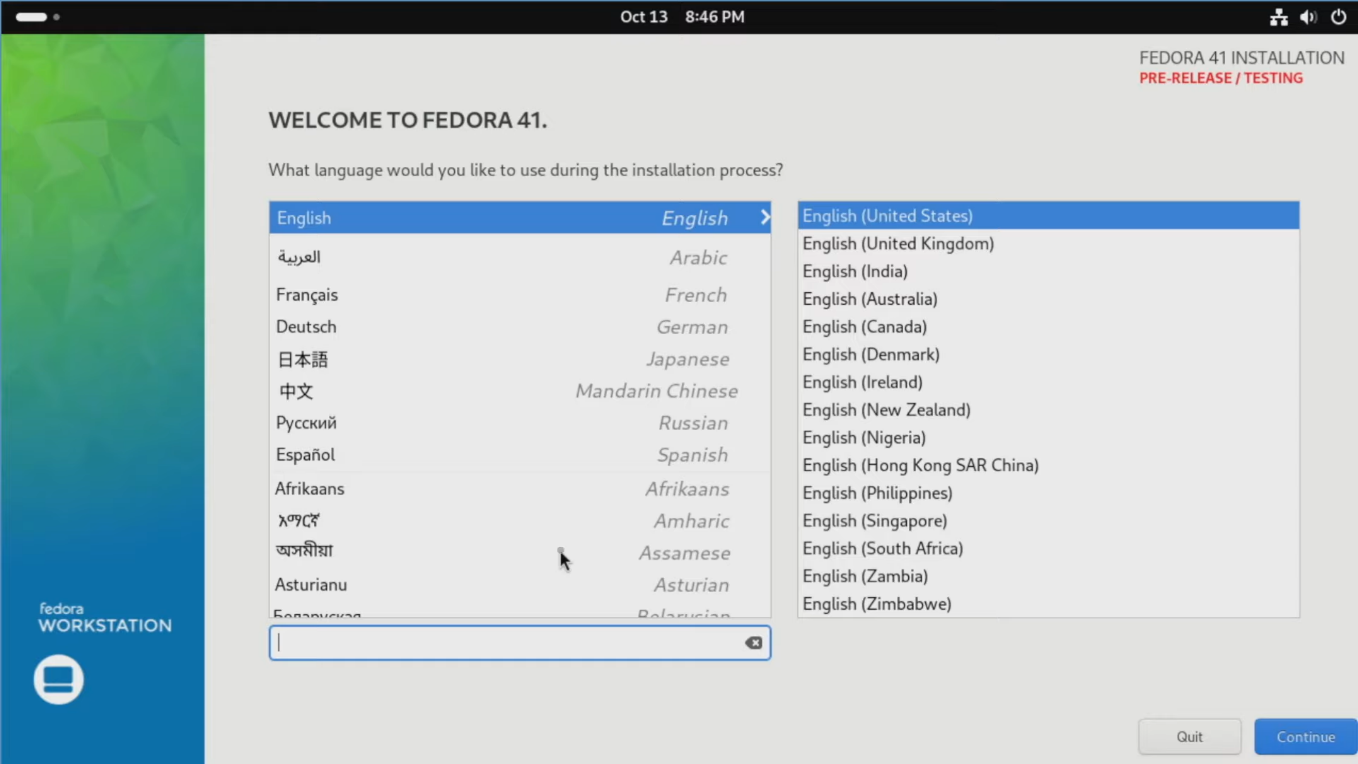 Oct 13 8:46 PM
FEDORA 41 INSTALLATION
PRE-RELEASE / TESTING
WELCOME TO FEDORA 41.
What language would you like to use during the installation process?
English English
العربية Arabic
Français French
Deutsch German
日本語 Japanese
中文 Mandarin Chinese
Русский Russian
Español Spanish
Afrikaans Afrikaans
አማርኛ Amharic
অসমীয়া Assamese
Asturianu Asturian
Беларуская Belarusian
English (United States)
English (United Kingdom)
English (India)
English (Australia)
English (Canada)
English (Denmark)
English (Ireland)
English (New Zealand)
English (Nigeria)
English (Hong Kong SAR China)
English (Philippines)
English (Singapore)
English (South Africa)
English (Zambia)
English (Zimbabwe)
fedora
WORKSTATION
Quit
Continue